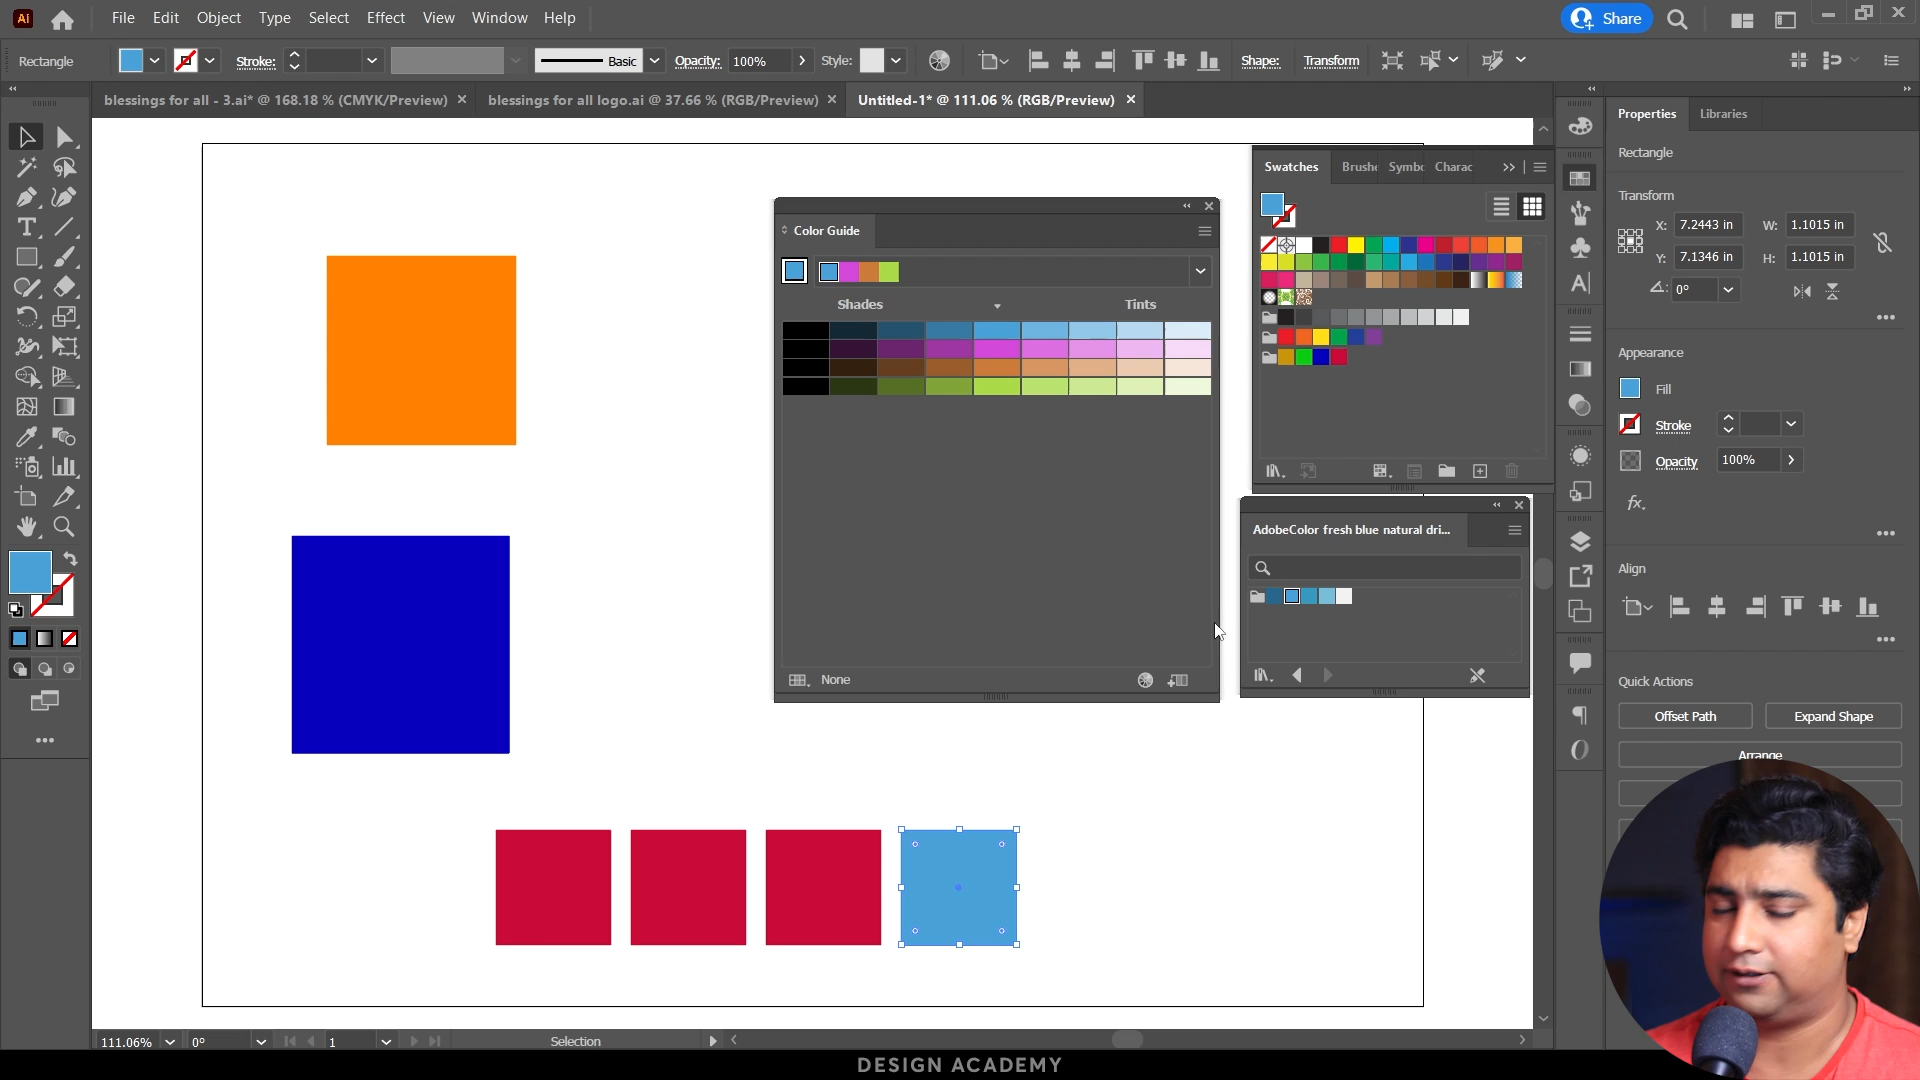 Ai File Edit Object Type Select Effect View Window Help Share
Rectangle Stroke: Basic Opacity: 100% Style: Shape: Transform
blessings for all - 3.ai* @ 168.18 % (CMYK/Preview) blessings for all logo.ai @ 37.66 % (RGB/Preview) Untitled-1* @ 111.06 % (RGB/Preview)
Properties Libraries
Rectangle
Transform
X: 7.2443 in W: 1.1015 in
Y: 7.1346 in H: 1.1015 in
0°
Appearance
Fill
Stroke
Opacity 100%
fx.
Align
Quick Actions
Offset Path Expand Shape
Arrange
Swatches Brushe Symbo Charac
Color Guide
Shades Tints
None
AdobeColor fresh blue natural dri...
111.06% 0° 1 Selection
DESIGN ACADEMY